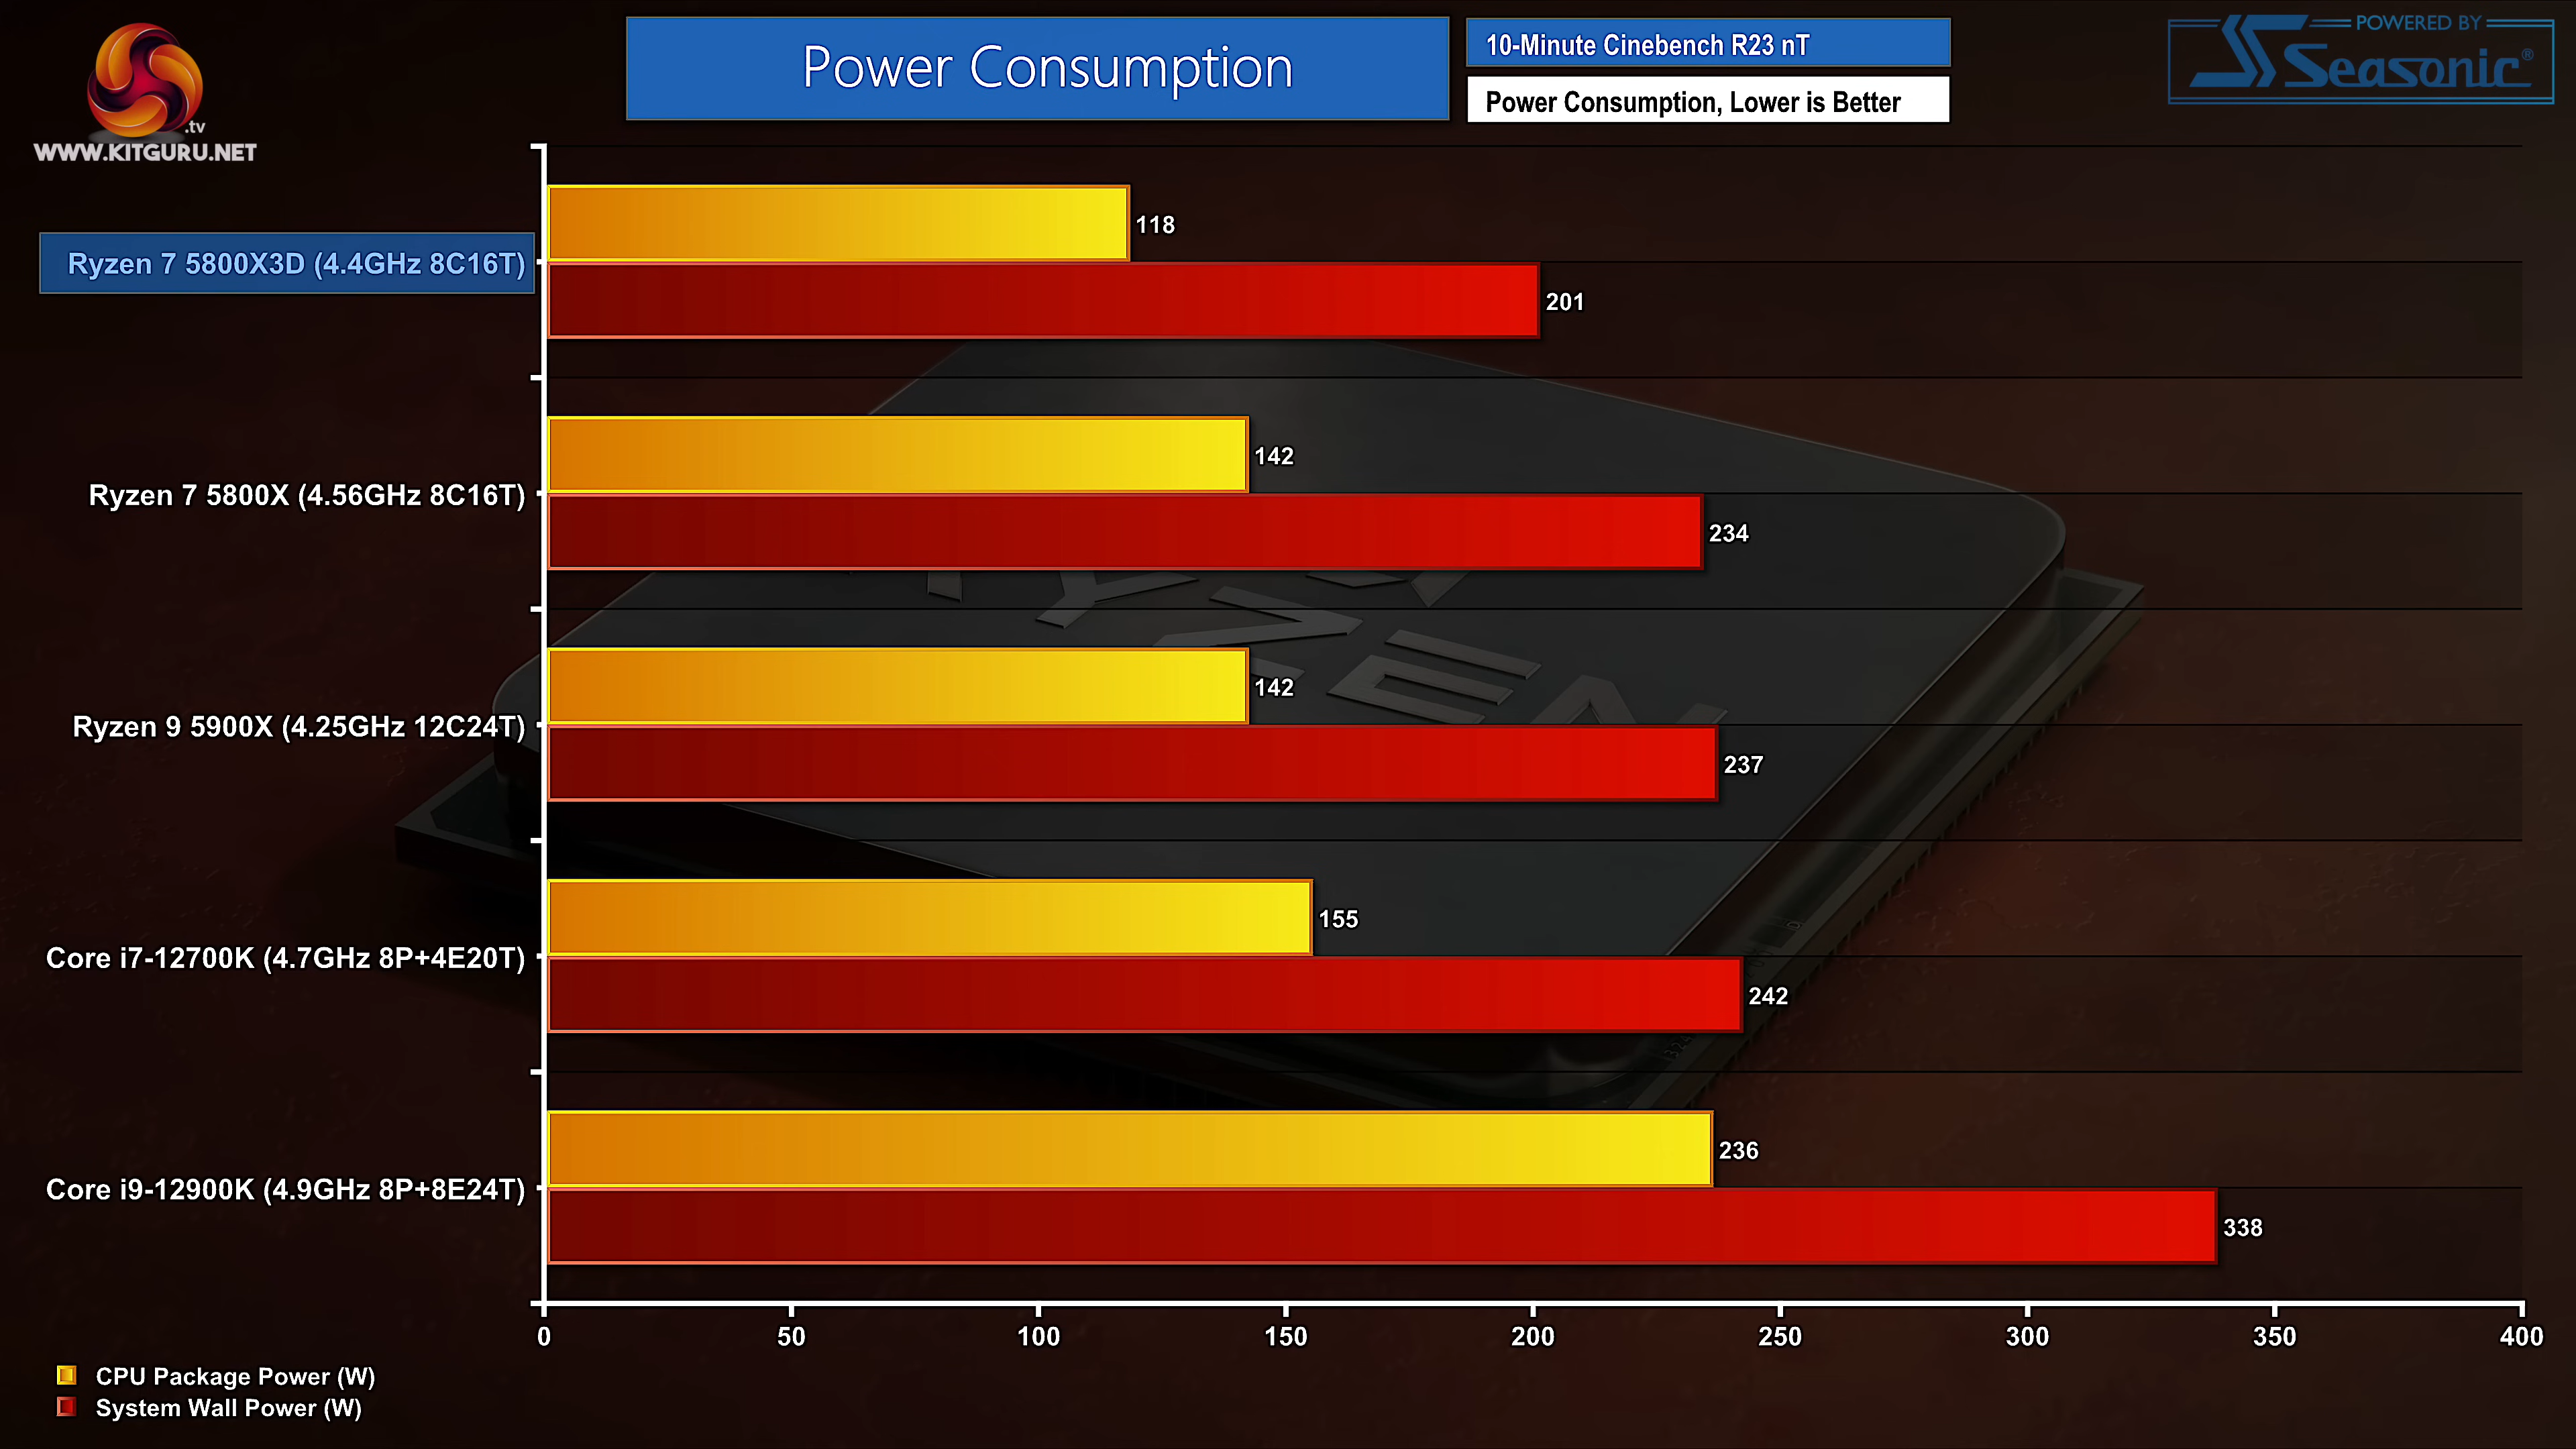 Power Consumption
10-Minute Cinebench R23 nT
Power Consumption, Lower is Better
POWERED BY
Seasonic®
.tv
WWW.KITGURU.NET
118
Ryzen 7 5800X3D (4.4GHz 8C16T)
201
142
Ryzen 7 5800X (4.56GHz 8C16T)
234
142
Ryzen 9 5900X (4.25GHz 12C24T)
237
155
Core i7-12700K (4.7GHz 8P+4E20T)
242
236
Core i9-12900K (4.9GHz 8P+8E24T)
338
0 50 100 150 200 250 300 350 400
CPU Package Power (W)
System Wall Power (W)